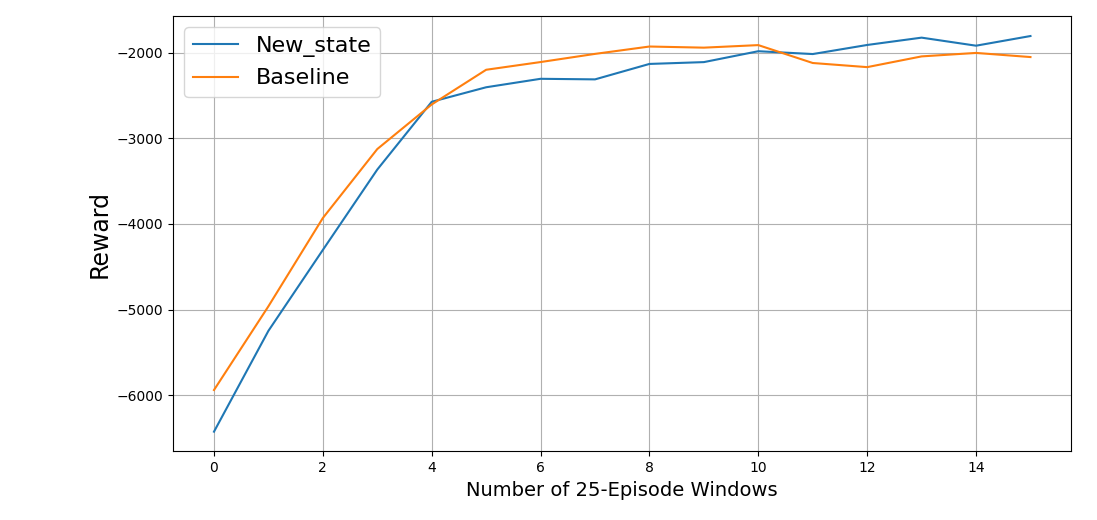 New_state
Baseline
Reward
−2000
−3000
−4000
−5000
−6000
0 2 4 6 8 10 12 14
Number of 25-Episode Windows